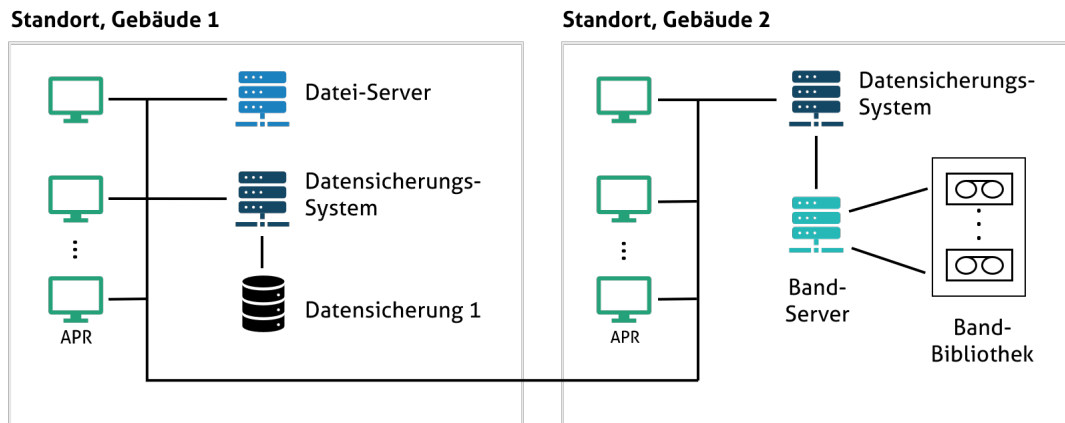 Standort, Gebäude 1
Datei-Server
Datensicherungs-
System
Datensicherung 1
APR
Standort, Gebäude 2
Datensicherungs-
System
Band-
Server
Band-
Bibliothek
APR